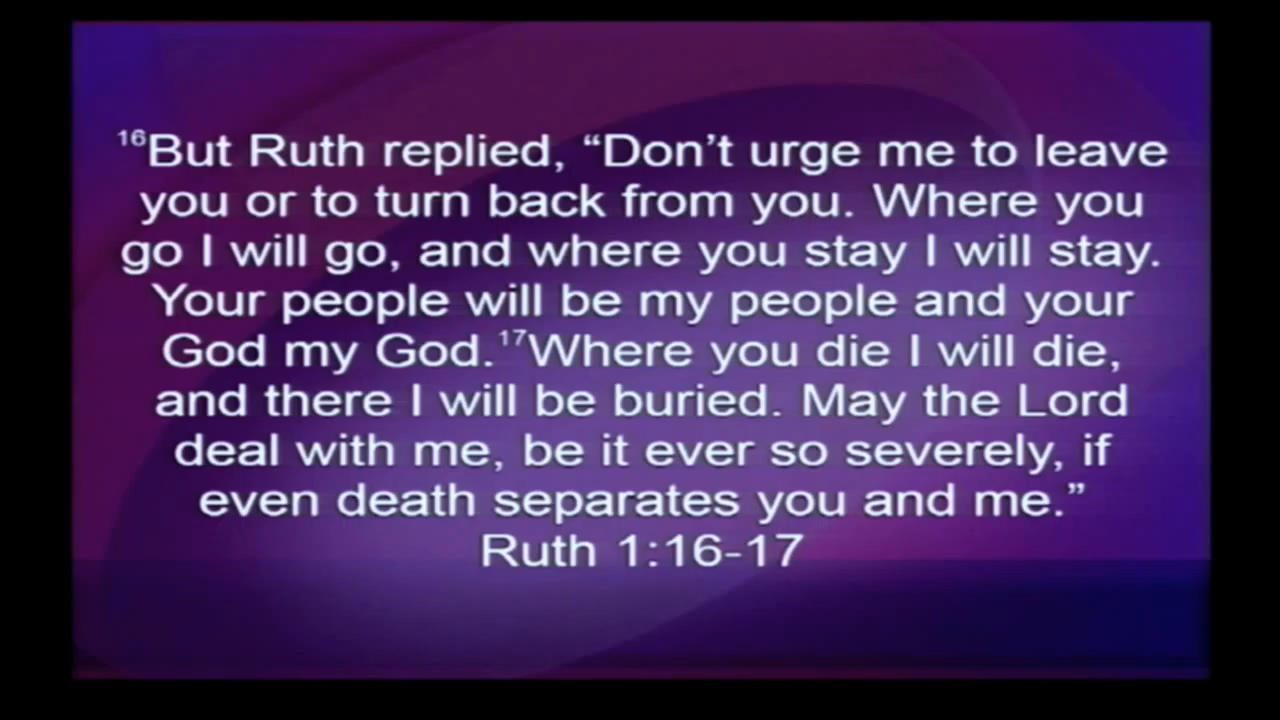 ¹⁶But Ruth replied, “Don’t urge me to leave
you or to turn back from you. Where you
go I will go, and where you stay I will stay.
Your people will be my people and your
God my God.¹⁷Where you die I will die,
and there I will be buried. May the Lord
deal with me, be it ever so severely, if
even death separates you and me.”
Ruth 1:16-17